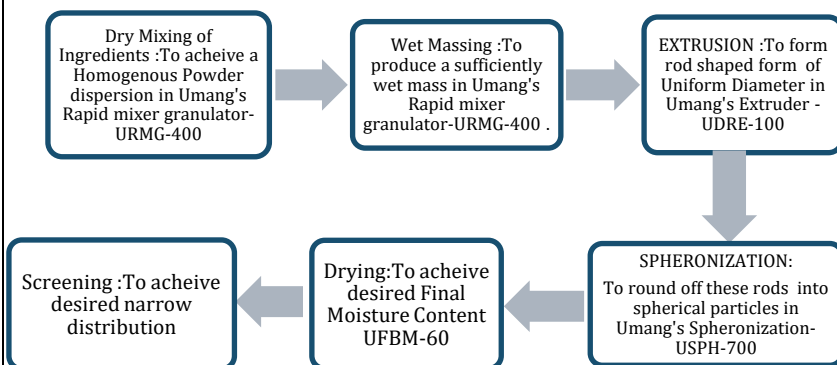 Dry Mixing of
Ingredients :To acheive a
Homogenous Powder
dispersion in Umang's
Rapid mixer granulator-
URMG-400
Wet Massing :To
produce a sufficiently
wet mass in Umang's
Rapid mixer
granulator-URMG-400 .
EXTRUSION :To form
rod shaped form of
Uniform Diameter in
Umang's Extruder -
UDRE-100
SPHERONIZATION:
To round off these rods into
spherical particles in
Umang's Spheronization-
USPH-700
Drying:To acheive
desired Final
Moisture Content
UFBM-60
Screening :To acheive
desired narrow
distribution